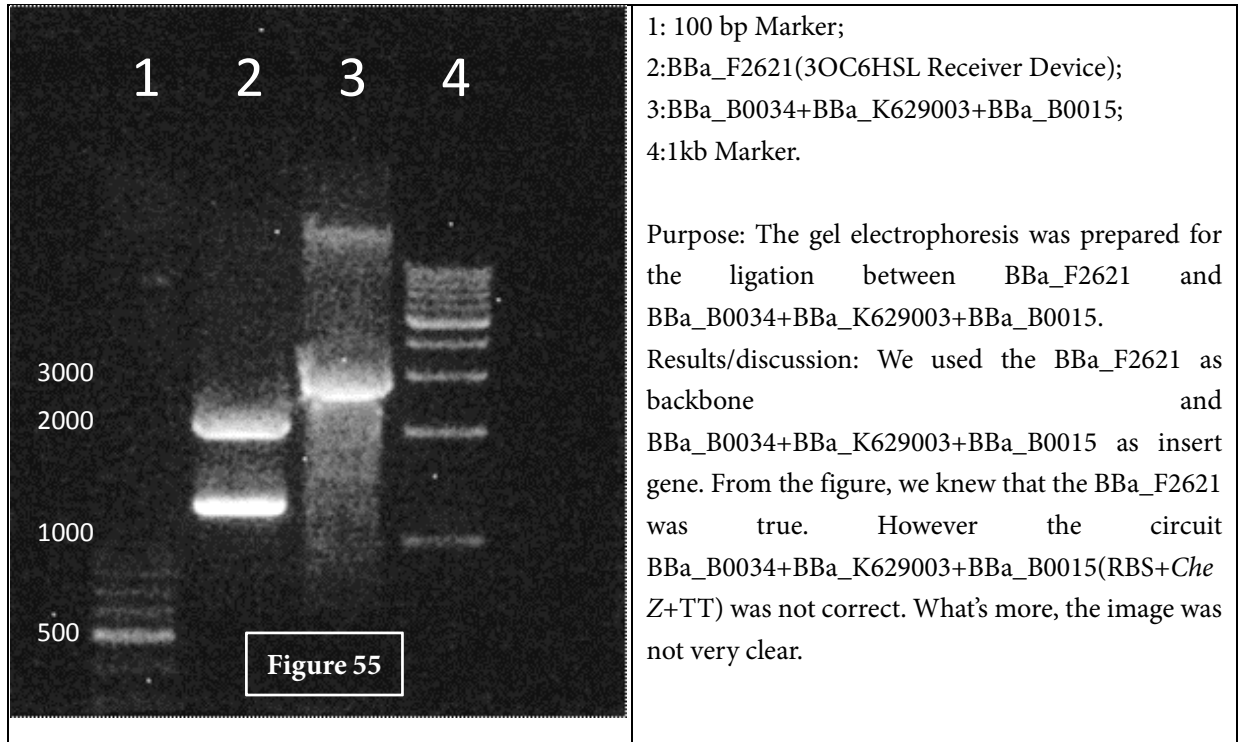 1 2 3 4
3000
2000
1000
500
Figure 55
1: 100 bp Marker;
2:BBa_F2621(3OC6HSL Receiver Device);
3:BBa_B0034+BBa_K629003+BBa_B0015;
4:1kb Marker.
Purpose: The gel electrophoresis was prepared for
the ligation between BBa_F2621 and
BBa_B0034+BBa_K629003+BBa_B0015.
Results/discussion: We used the BBa_F2621 as
backbone and
BBa_B0034+BBa_K629003+BBa_B0015 as insert
gene. From the figure, we knew that the BBa_F2621
was true. However the circuit
BBa_B0034+BBa_K629003+BBa_B0015(RBS+Che
Z+TT) was not correct. What's more, the image was
not very clear.